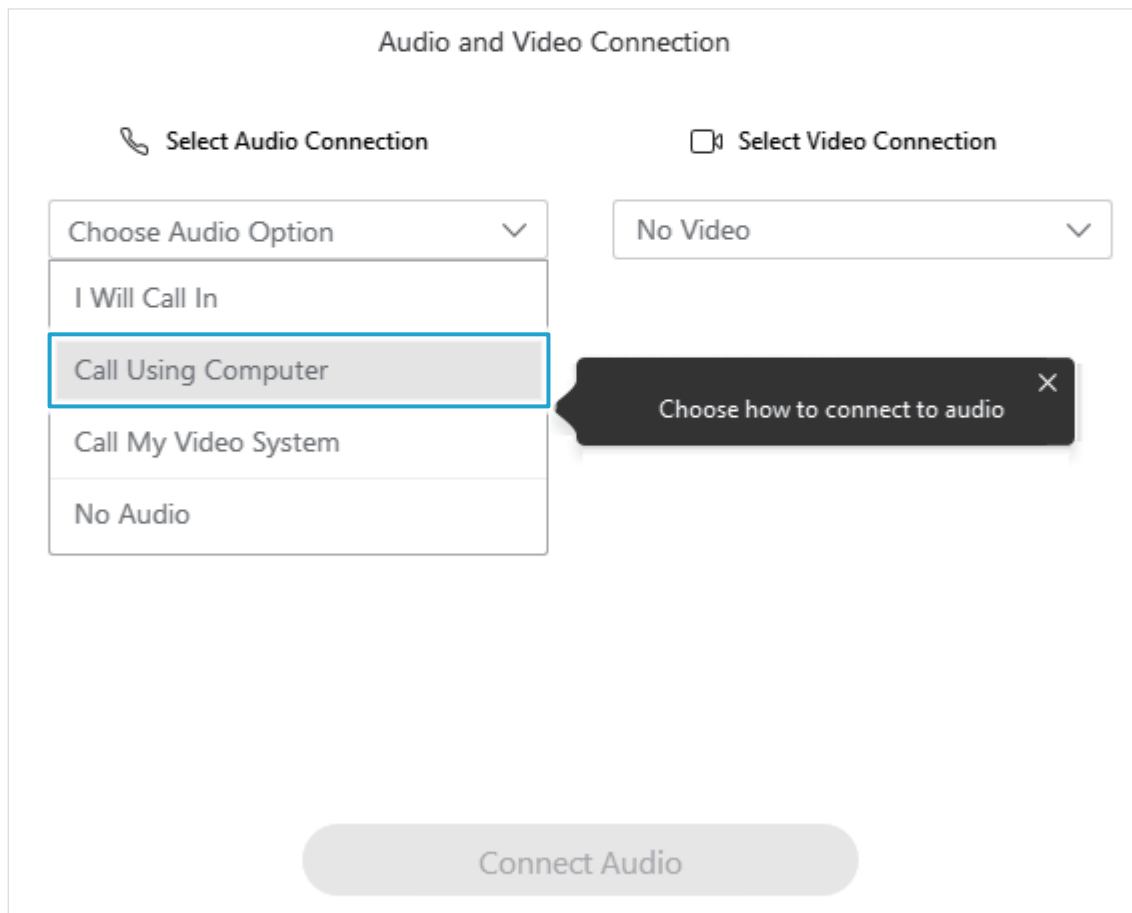 Audio and Video Connection
Select Audio Connection
Select Video Connection
Choose Audio Option
No Video
I Will Call In
Call Using Computer
Choose how to connect to audio
Call My Video System
No Audio
Connect Audio